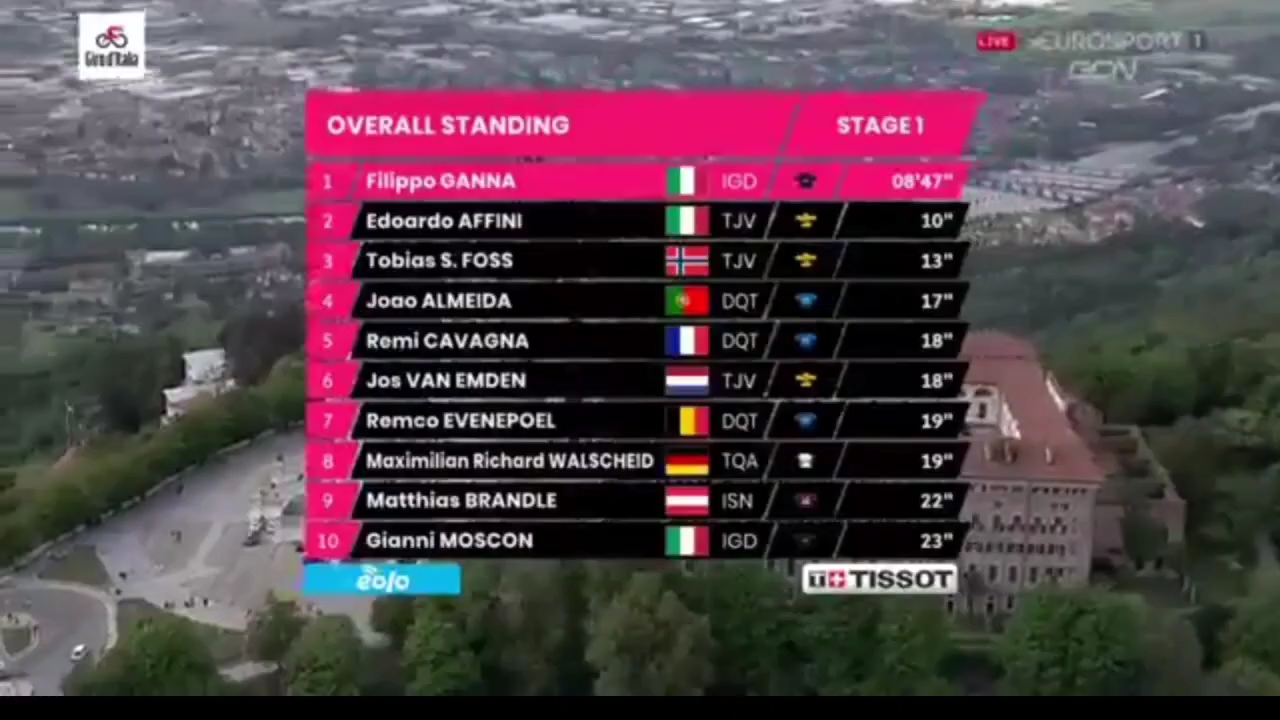 Giro d'Italia
LIVE EUROSPORT 1
GCN
OVERALL STANDING STAGE 1
1 Filippo GANNA IGD 08'47"
2 Edoardo AFFINI TJV 10"
3 Tobias S. FOSS TJV 13"
4 Joao ALMEIDA DQT 17"
5 Remi CAVAGNA DQT 18"
6 Jos VAN EMDEN TJV 18"
7 Remco EVENEPOEL DQT 19"
8 Maximilian Richard WALSCHEID TQA 19"
9 Matthias BRANDLE ISN 22"
10 Gianni MOSCON IGD 23"
eolo TISSOT